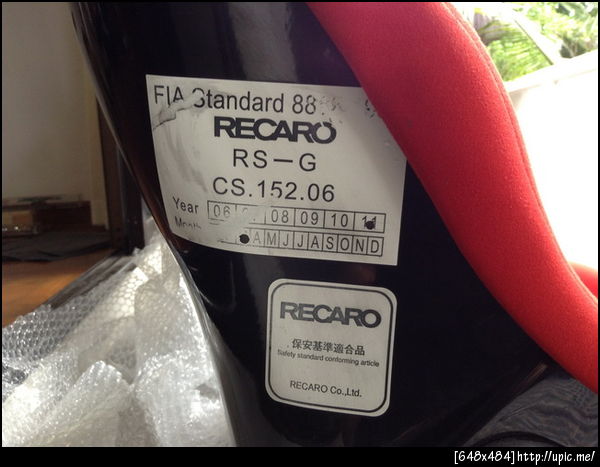 FIA Standard 88
RECARO
RS-G
CS.152.06
Year 06 08 09 10
Month AMJJASOND
RECARO
保安基準適合品
Safety standard conforming article
RECARO Co.,Ltd.
[648x484]http://upic.me/